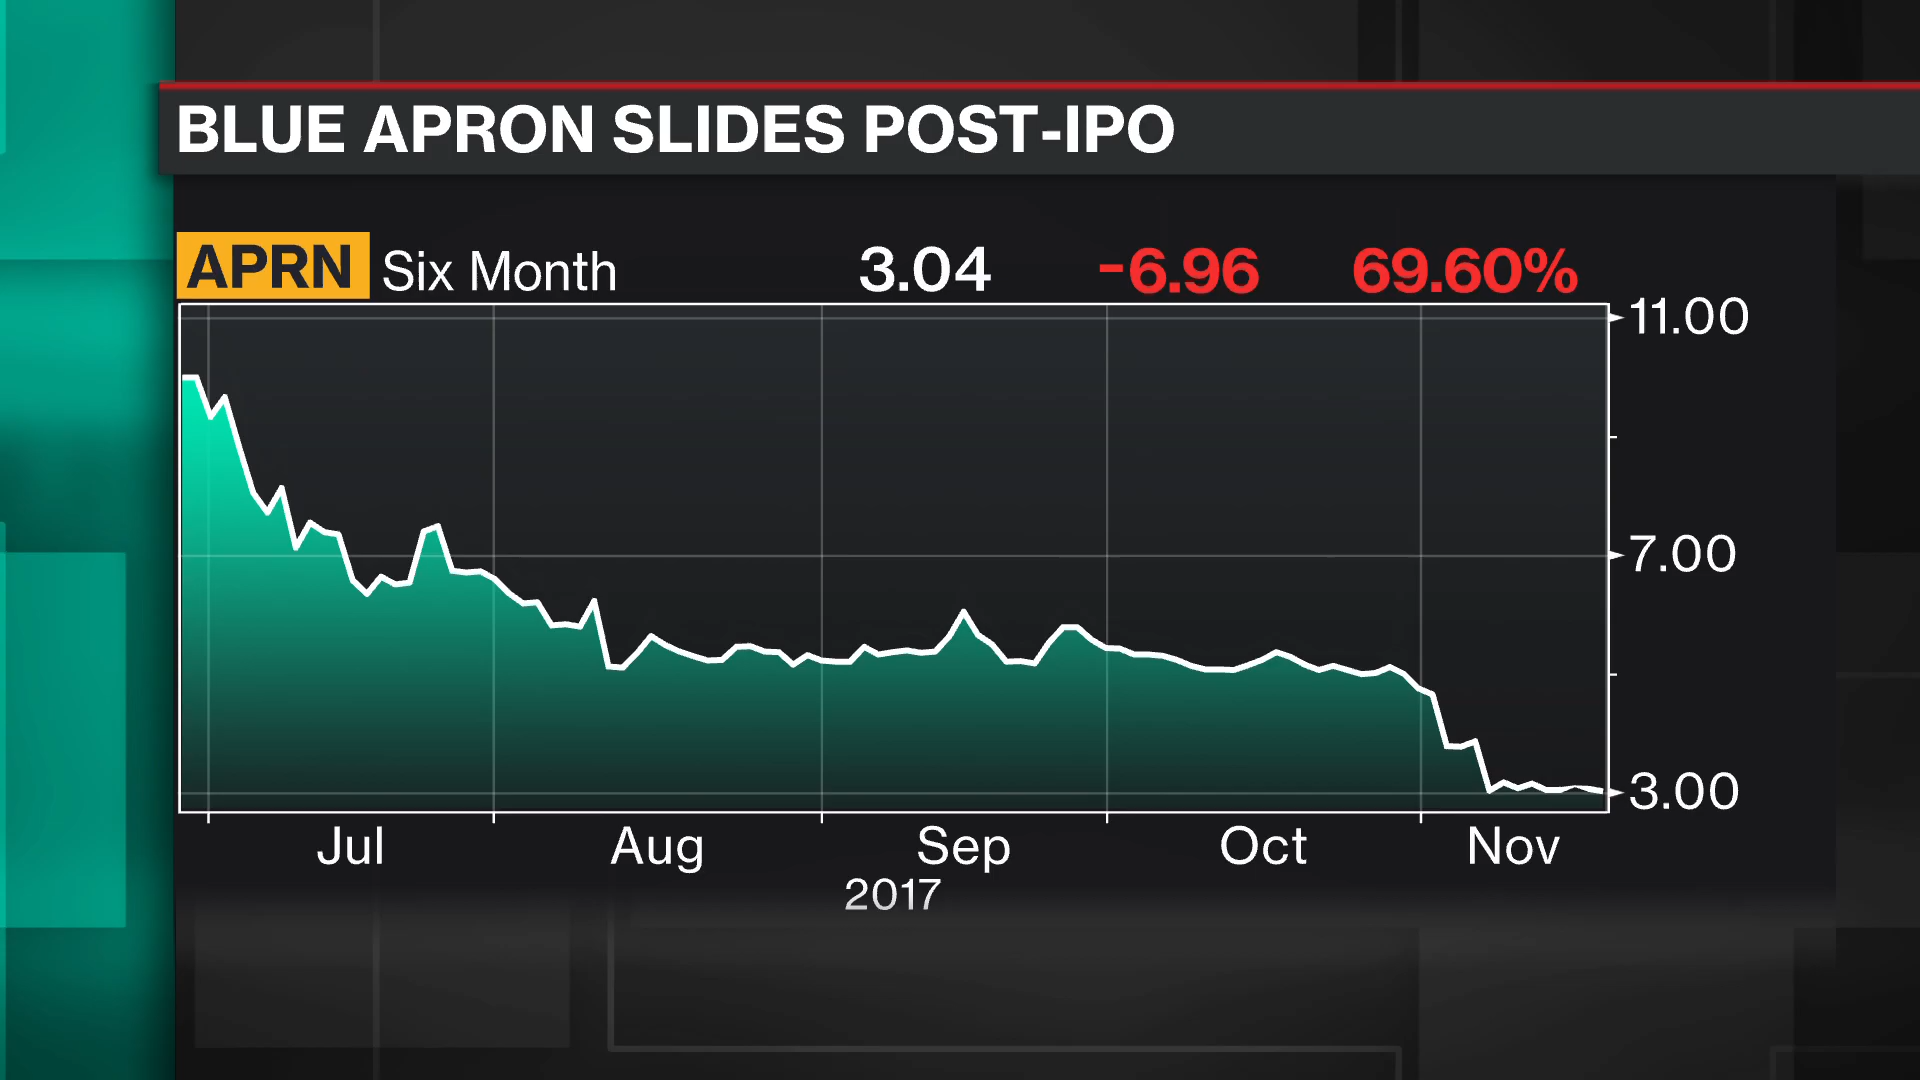 BLUE APRON SLIDES POST-IPO
APRN Six Month 3.04 -6.96 69.60%
11.00
7.00
3.00
Jul Aug Sep Oct Nov
2017